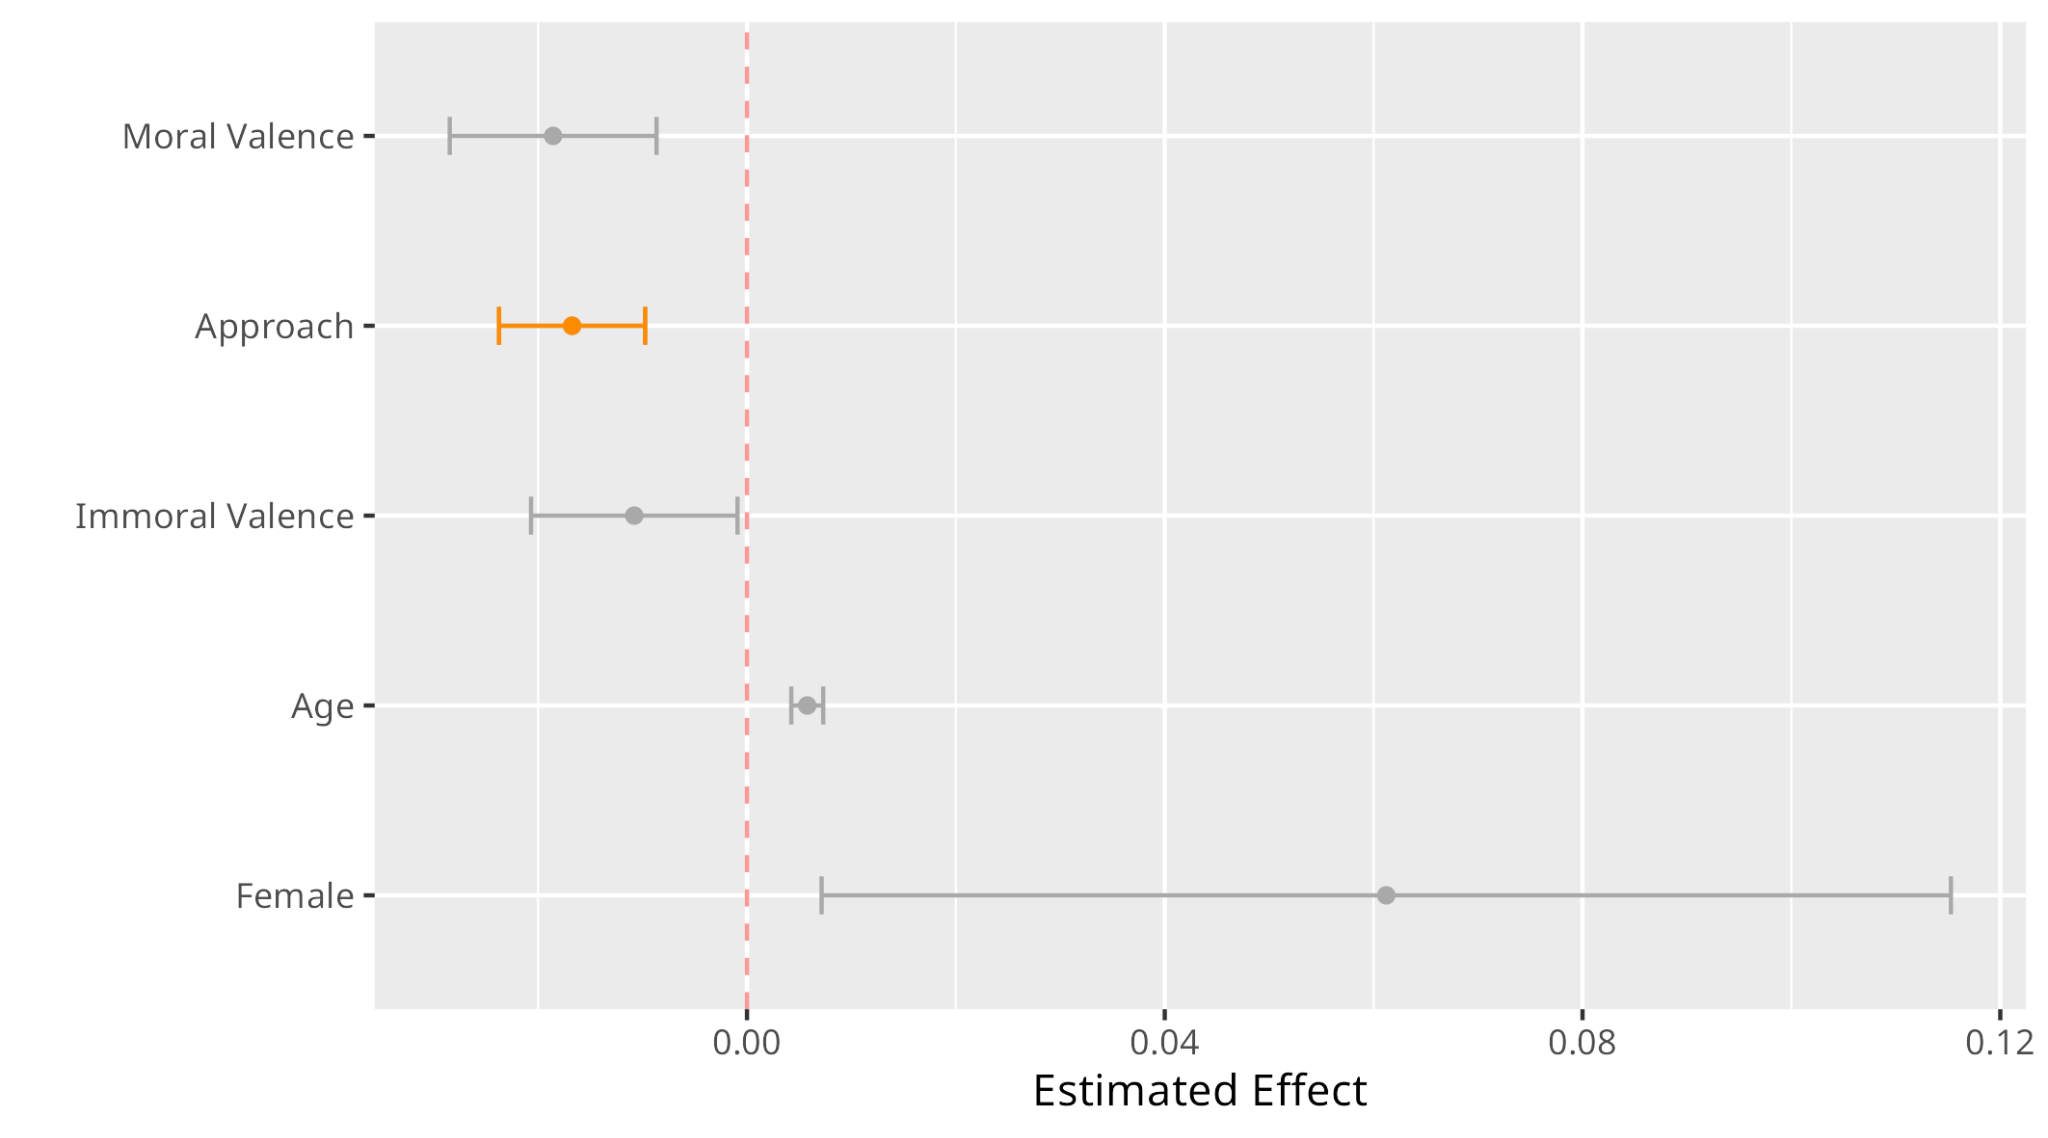 Moral Valence
Approach
Immoral Valence
Age
Female
0.00 0.04 0.08 0.12
Estimated Effect